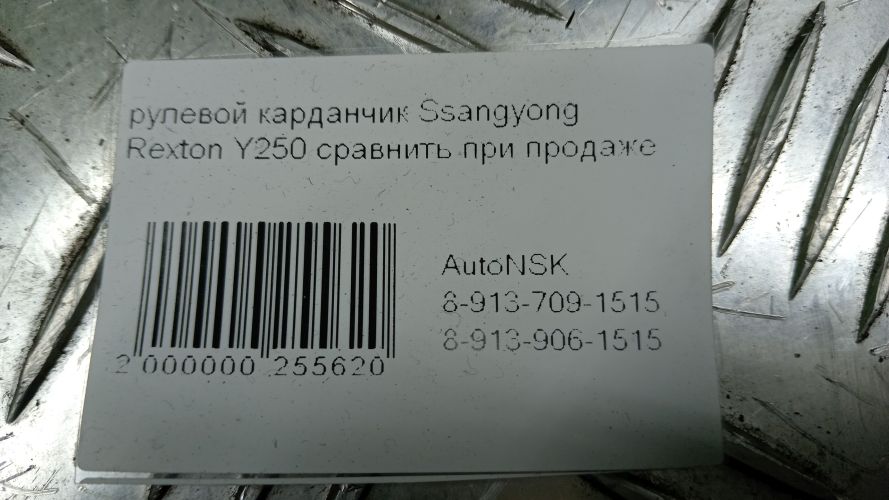 рулевой карданчик Ssangyong
Rexton Y250 сравнить при продаже
AutoNSK
8-913-709-1515
8-913-906-1515
2 000000 255620